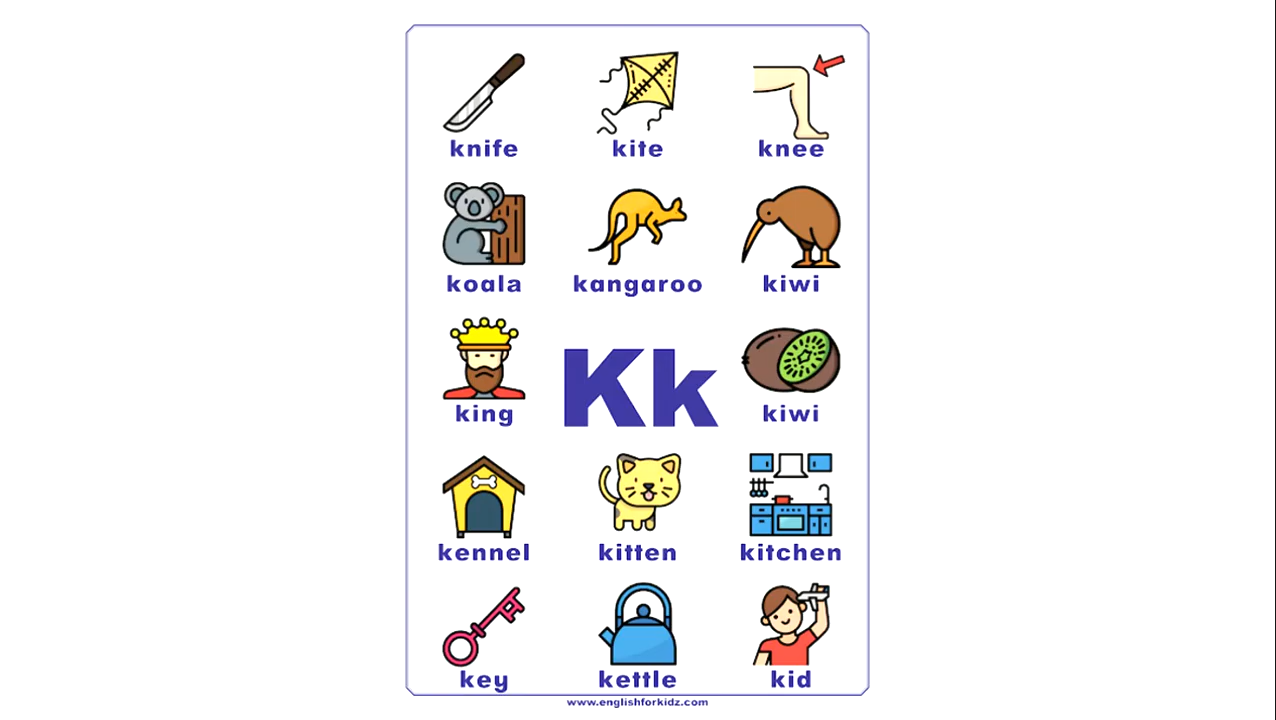 knife kite knee
koala kangaroo kiwi
king Kk kiwi
kennel kitten kitchen
key kettle kid
www.englishforkidz.com